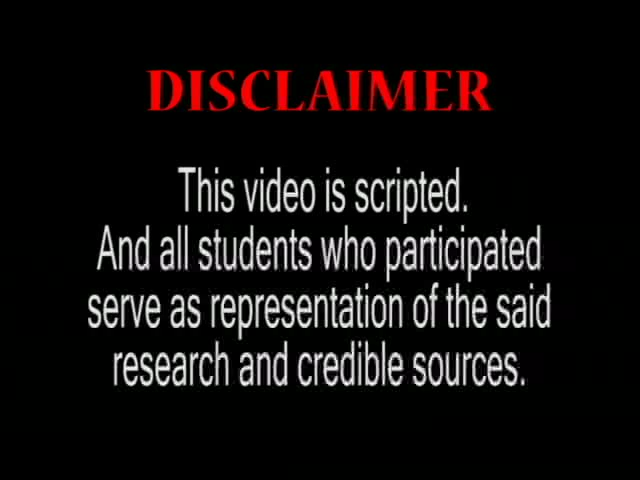 DISCLAIMER
This video is scripted.
And all students who participated
serve as representation of the said
research and credible sources.